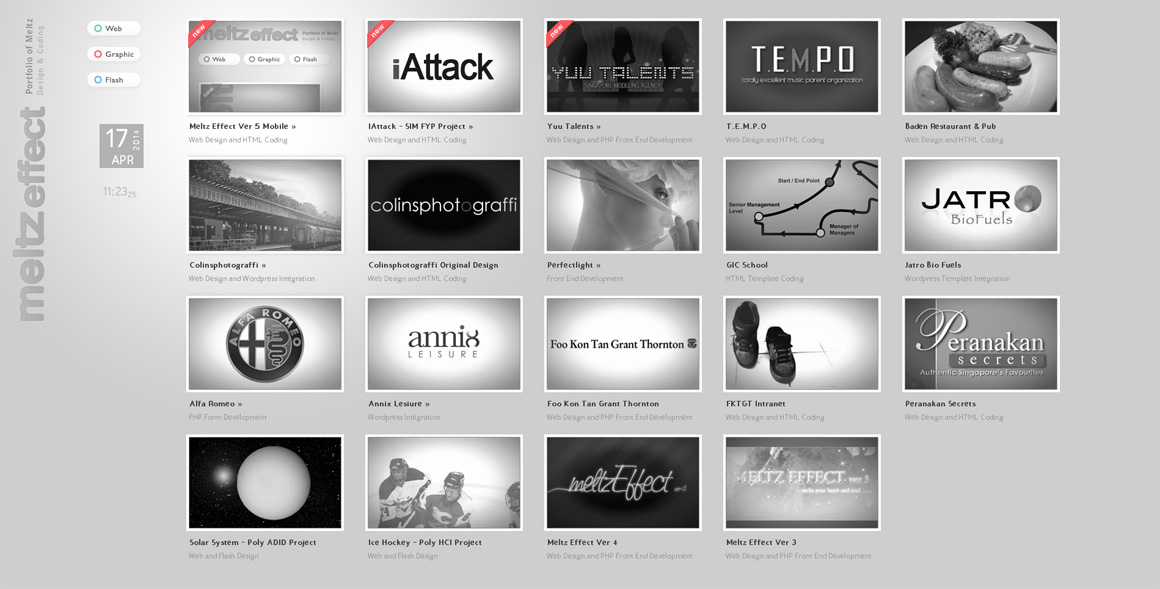 meltzeffect
Portfolio of Meltz
Design & Coding
Web
Graphic
Flash
17
2014
APR
11:23 25
new
meltz effect
Portfolio of Meltz
Design & Coding
Web
Graphic
Flash
Meltz Effect Ver 5 Mobile »
Web Design and HTML Coding
new
iAttack
IAttack - SIM FYP Project »
Web Design and HTML Coding
new
YUU TALENTS
SINGAPORE MODELING AGENCY
Yuu Talents »
Web Design and PHP Front End Development
T.E.M.P.O
totally excellent music parent organization
T.E.M.P.O
Web Design and HTML Coding
Baden Restaurant & Pub
Web Design and HTML Coding
Colinsphotograffi »
Web Design and Wordpress Intigration
colinsphotograffi
Colinsphotograffi Original Design
Web Design and HTML Coding
Perfectlight »
Front End Development
Start / End Point
Senior Management
Level
Manager of
Managers
GIC School
HTML Template Coding
JATRO
BioFuels
Jatro Bio Fuels
Wordpress Template Intigration
ALFA ROMEO
Alfa Romeo »
PHP Form Development
annix
LEISURE
Annix Lesiure »
Wordpress Intigration
Foo Kon Tan Grant Thornton
Foo Kon Tan Grant Thornton
Web Design and PHP Front End Development
FKTGT Intranet
Web Design and HTML Coding
Peranakan
secrets
Authentic Singapore's Favourites
Peranakan Secrets
Web Design and HTML Coding
Solar System - Poly ADID Project
Web and Flash Design
Ice Hockey - Poly HCI Project
Web and Flash Design
meltzEffect
Meltz Effect Ver 4
Web Design and PHP Front End Development
MELTZ EFFECT. ver 3
Meltz Effect Ver 3
Web Design and PHP Front End Development